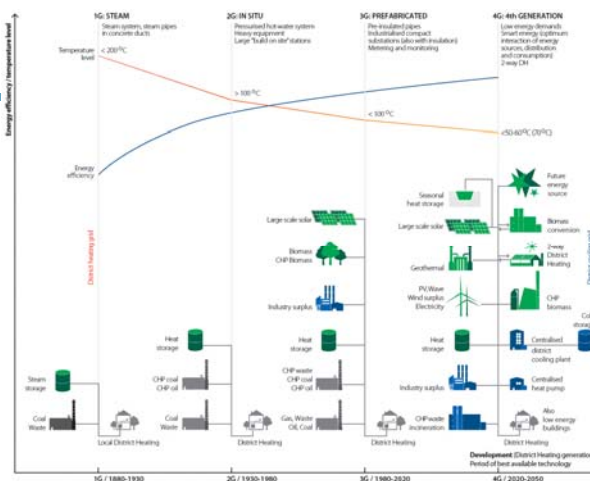 1G: STEAM
Steam system, steam pipes
in concrete ducts
2G: IN SITU
Pressurised hot-water system
Heavy equipment
Large "build on site" stations
3G: PREFABRICATED
Pre-insulated pipes
Industrialised compact
substations (also with insulation)
Metering and monitoring
4G: 4th GENERATION
Low energy demands
Smart energy (optimum
interaction of energy
sources, distribution
and consumption)
2-way DH
Energy efficiency / temperature level
Temperature
level
< 200 °C
> 100 °C
< 100 °C
<50-60 °C (70 °C)
Energy
efficiency
District heating grid
Seasonal
heat storage
Future
energy
source
Large scale solar
Large scale solar
Biomass
conversion
Biomass
CHP Biomass
Geothermal
2-way
District
Heating
Industry surplus
PV, Wave
Wind surplus
Electricity
CHP
biomass
Heat
storage
Heat
storage
Heat
storage
Centralised
district
cooling plant
Steam
storage
CHP coal
CHP oil
CHP waste
CHP coal
CHP oil
Industry surplus
Centralised
heat pump
Coal
Waste
Coal
Waste
Gas, Waste
Oil, Coal
CHP waste
incineration
Also
low energy
buildings
Local District Heating
District Heating
District Heating
District Heating
Development (District Heating generation
Period of best available technology
1G / 1880-1930
2G / 1930-1980
3G / 1980-2020
4G / 2020-2050